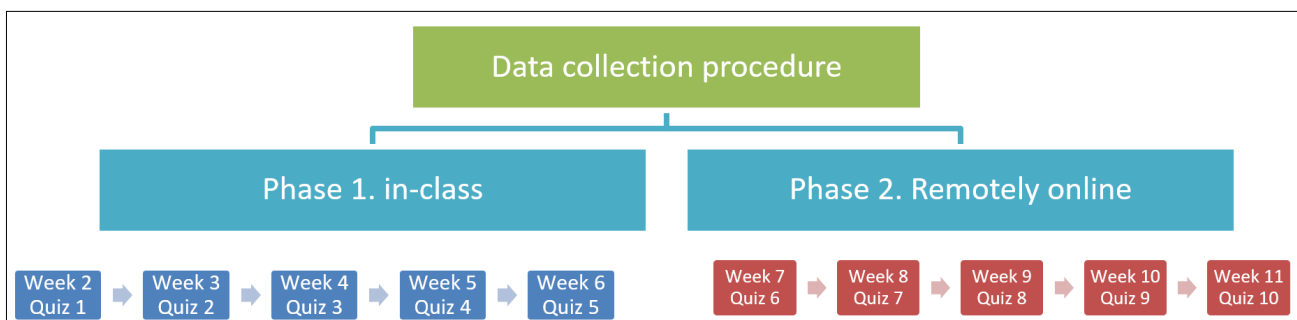 Data collection procedure
Phase 1. in-class
Phase 2. Remotely online
Week 2
Quiz 1
Week 3
Quiz 2
Week 4
Quiz 3
Week 5
Quiz 4
Week 6
Quiz 5
Week 7
Quiz 6
Week 8
Quiz 7
Week 9
Quiz 8
Week 10
Quiz 9
Week 11
Quiz 10